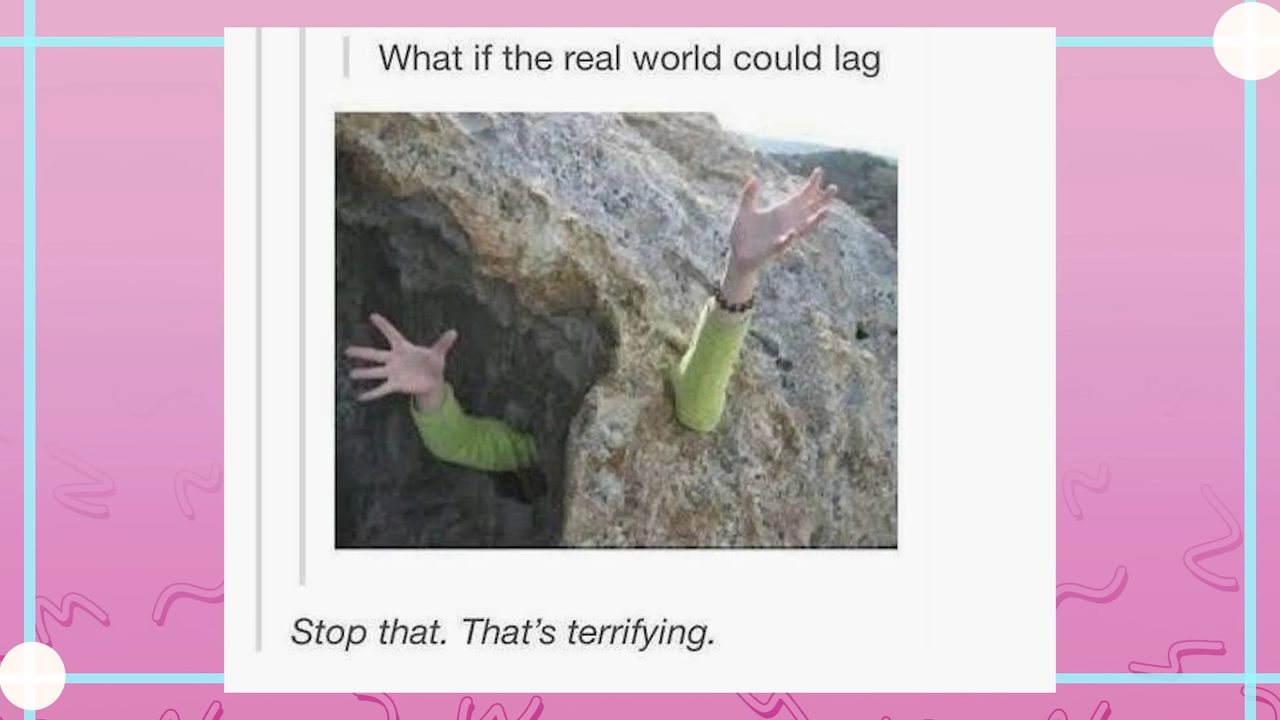 What if the real world could lag
Stop that. That’s terrifying.